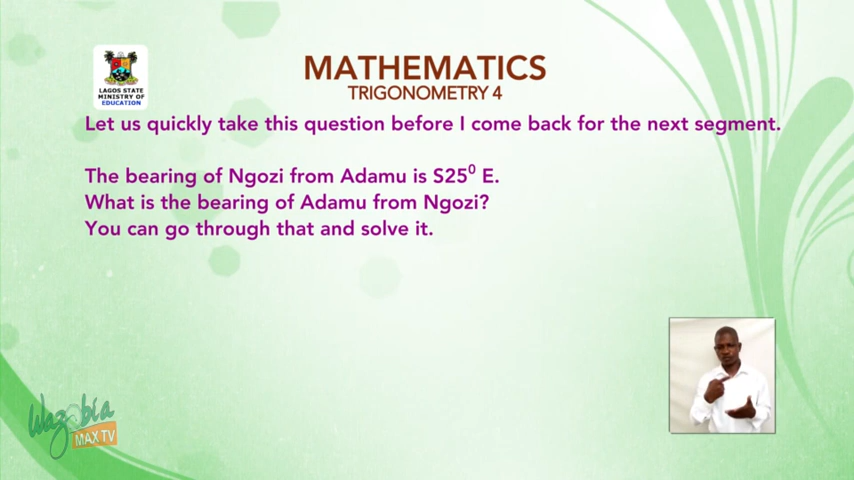 LAGOS STATE
MINISTRY OF
EDUCATION
MATHEMATICS
TRIGONOMETRY 4
Let us quickly take this question before I come back for the next segment.
The bearing of Ngozi from Adamu is S25⁰ E.
What is the bearing of Adamu from Ngozi?
You can go through that and solve it.
Wazobia
MAX TV